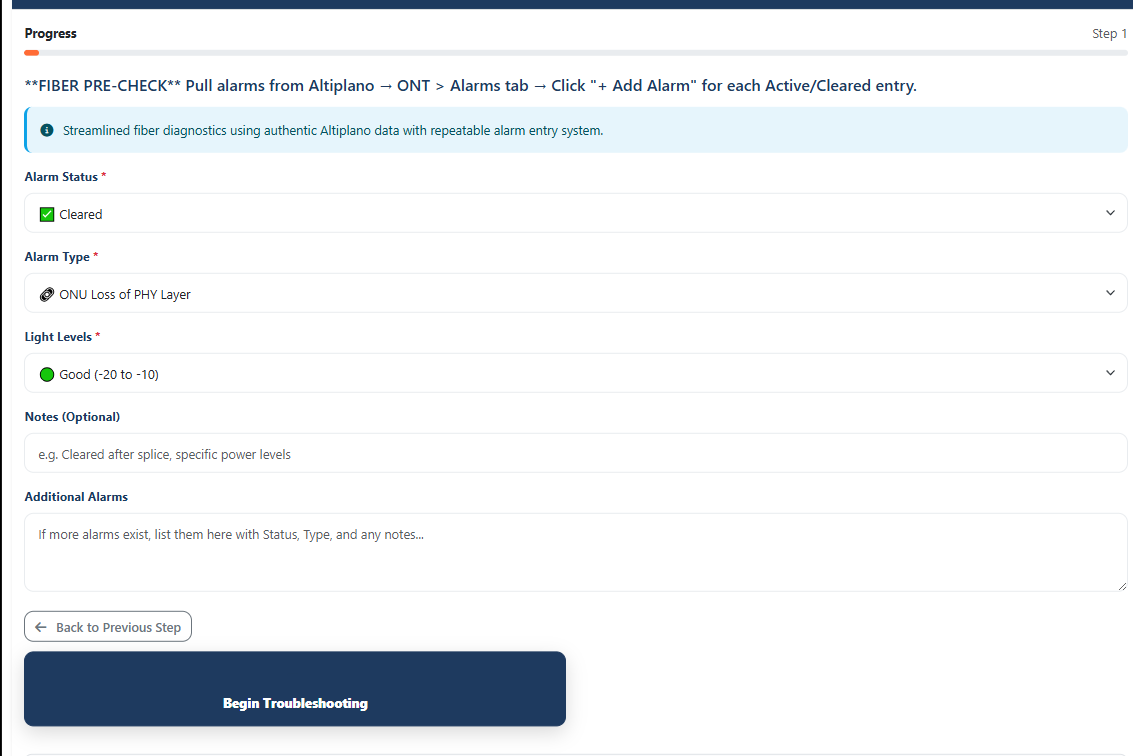 Progress
Step 1
**FIBER PRE-CHECK** Pull alarms from Altiplano → ONT > Alarms tab → Click "+ Add Alarm" for each Active/Cleared entry.
Streamlined fiber diagnostics using authentic Altiplano data with repeatable alarm entry system.
Alarm Status *
Cleared
Alarm Type *
ONU Loss of PHY Layer
Light Levels *
Good (-20 to -10)
Notes (Optional)
e.g. Cleared after splice, specific power levels
Additional Alarms
If more alarms exist, list them here with Status, Type, and any notes...
← Back to Previous Step
Begin Troubleshooting